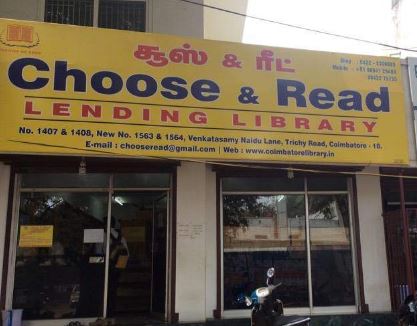 சூஸ் & ரீட்
Choose & Read
LENDING LIBRARY
No. 1407 & 1408, New No. 1563 & 1564, Venkatasamy Naidu Lane, Trichy Road, Coimbatore - 18.
E-mail : chooseread@gmail.com | Web : www.coimbatorelibrary.in